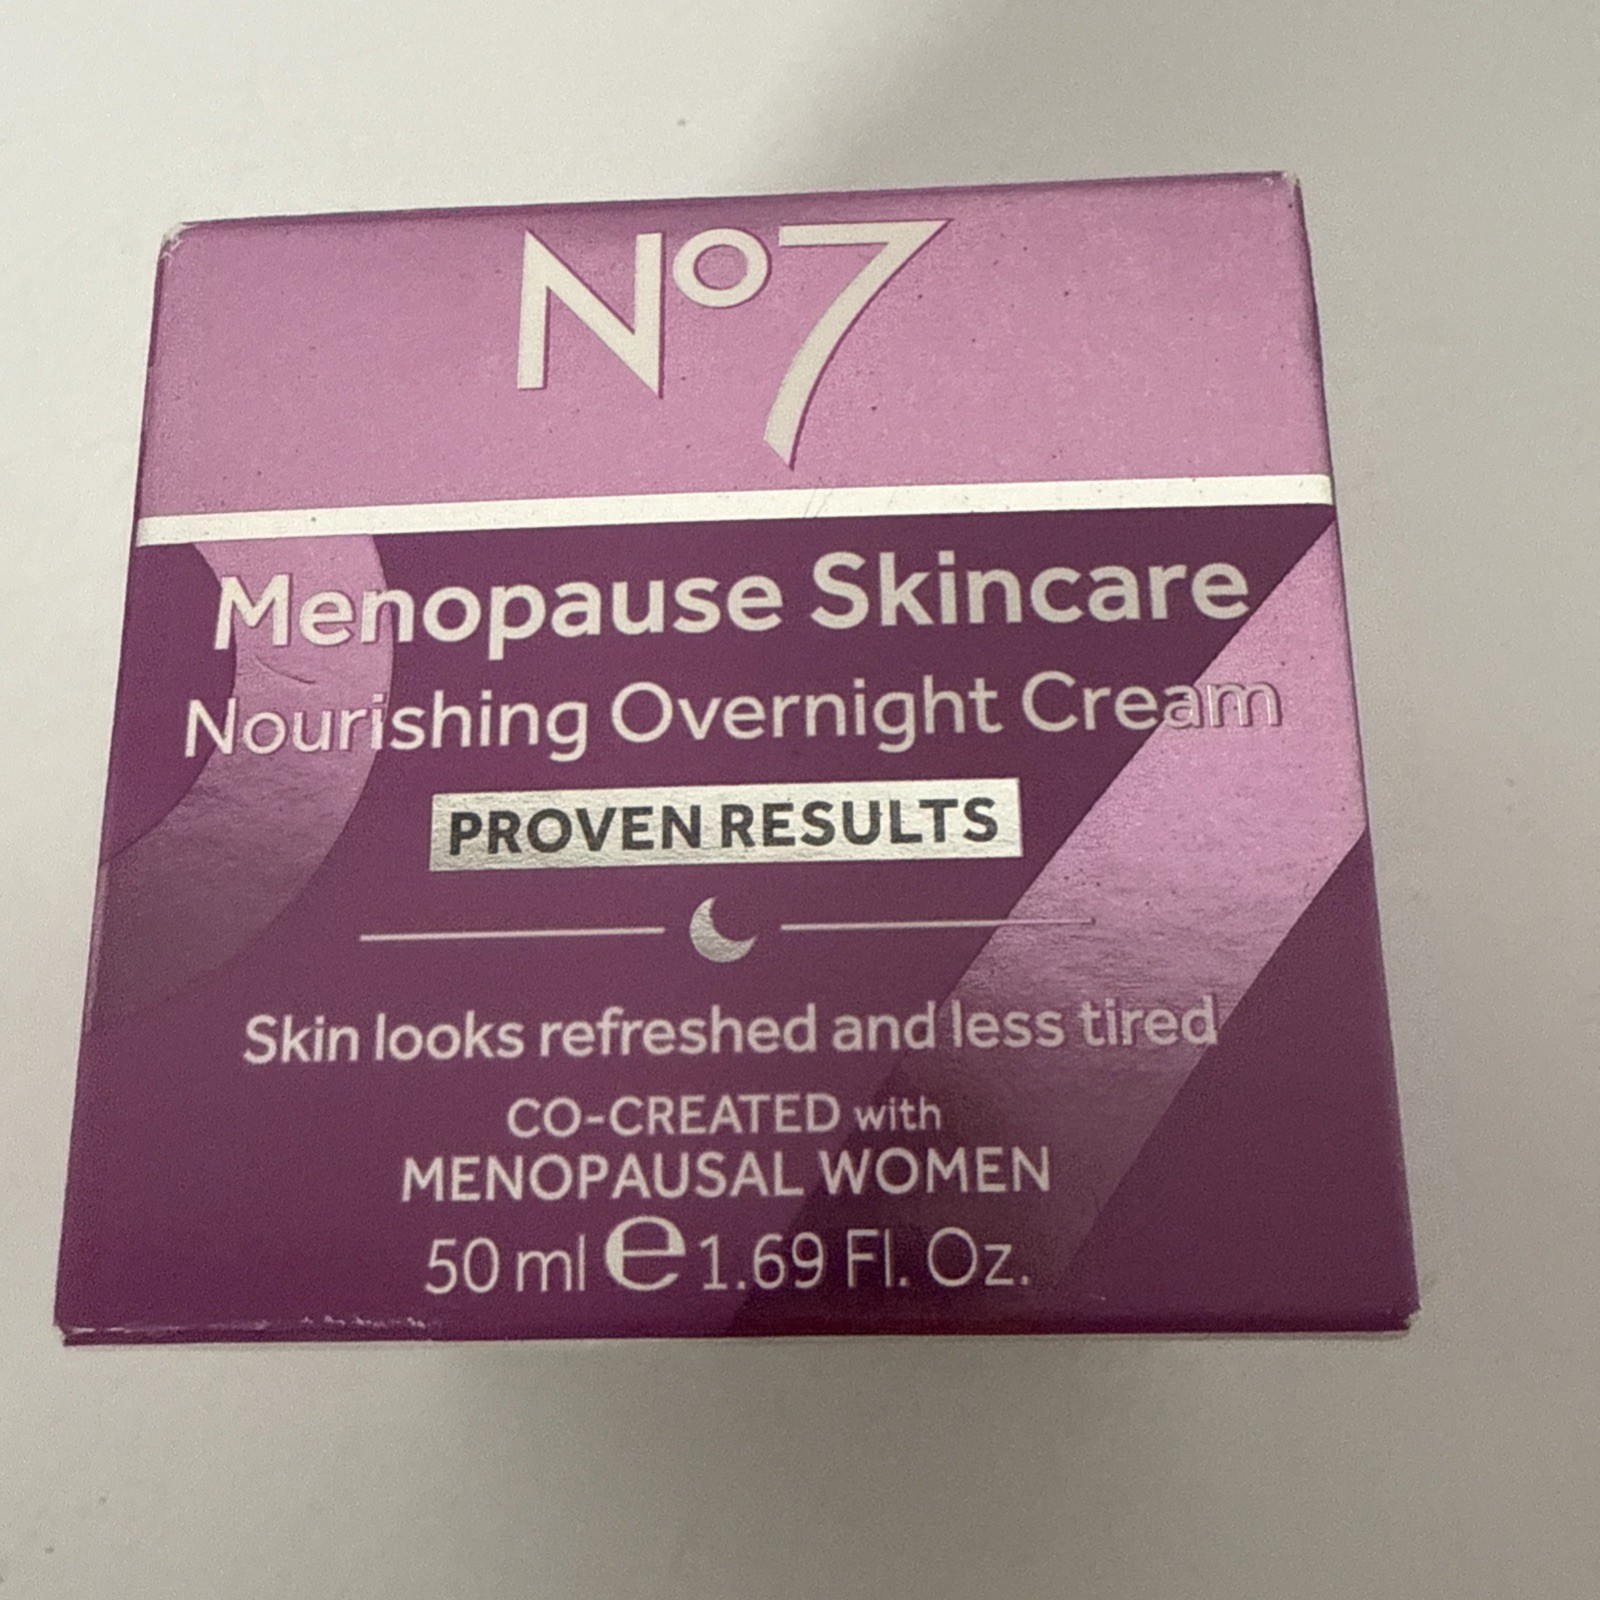 No7
Menopause Skincare
Nourishing Overnight Cream
PROVEN RESULTS
Skin looks refreshed and less tired
CO-CREATED with
MENOPAUSAL WOMEN
50 ml e 1.69 Fl. Oz.